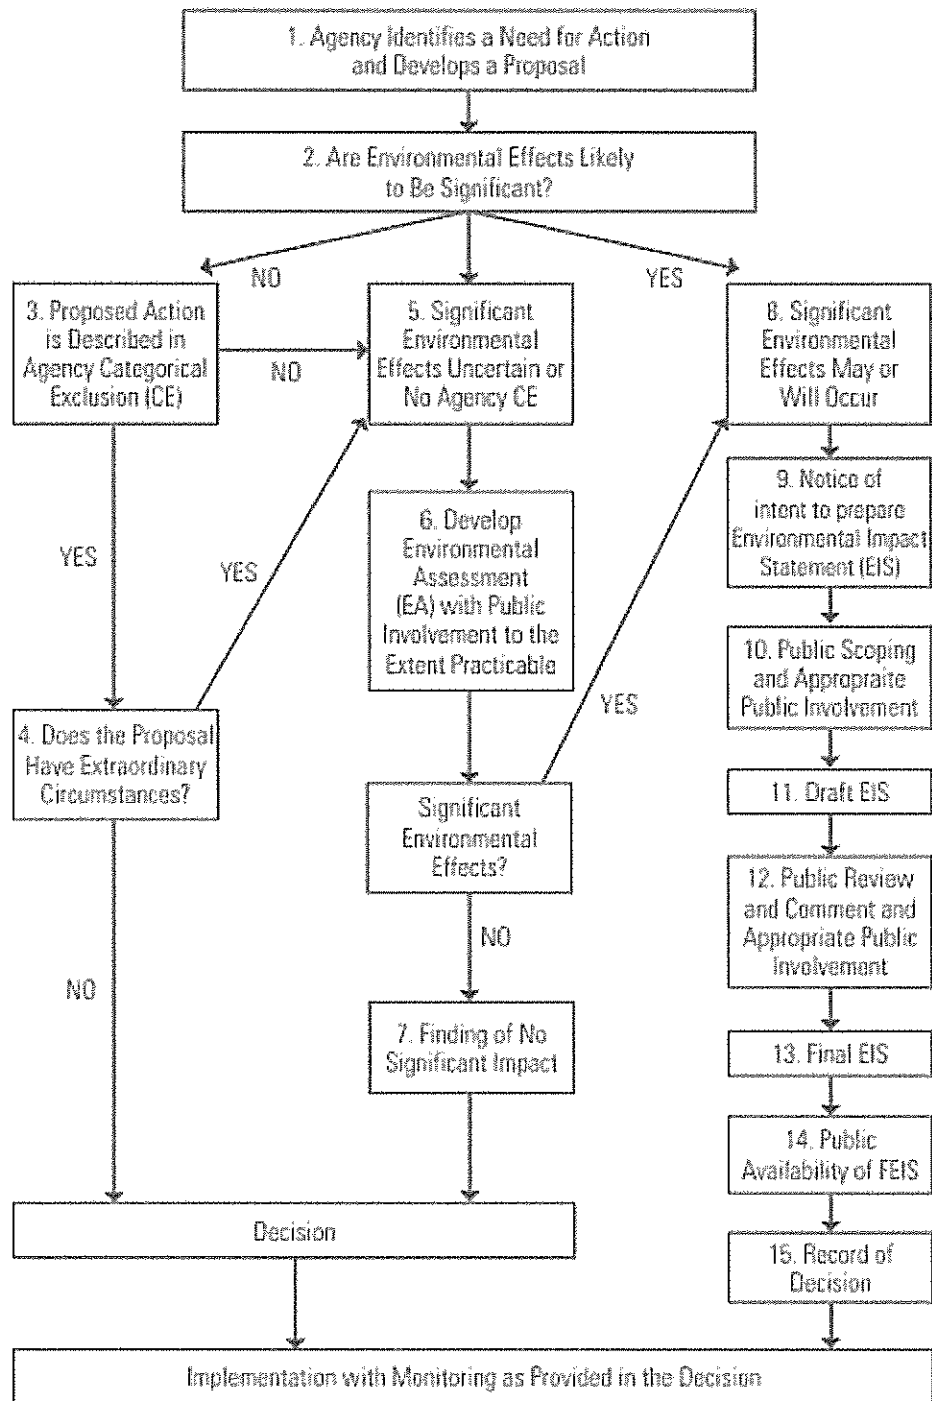 1. Agency Identifies a Need for Action
and Develops a Proposal
2. Are Environmental Effects Likely
to Be Significant?
NO
YES
3. Proposed Action
is Described in
Agency Categorical
Exclusion (CE)
NO
5. Significant
Environmental
Effects Uncertain or
No Agency CE
8. Significant
Environmental
Effects May or
Will Occur
YES
YES
6. Develop
Environmental
Assessment
(EA) with Public
Involvement to the
Extent Practicable
9. Notice of
intent to prepare
Environmental Impact
Statement (EIS)
10. Public Scoping
and Appropraite
Public Involvement
YES
4. Does the Proposal
Have Extraordinary
Circumstances?
Significant
Environmental
Effects?
11. Draft EIS
12. Public Review
and Comment and
Appropriate Public
Involvement
NO
NO
7. Finding of No
Significant Impact
13. Final EIS
14. Public
Availability of FEIS
Decision
15. Record of
Decision
Implementation with Monitoring as Provided in the Decision